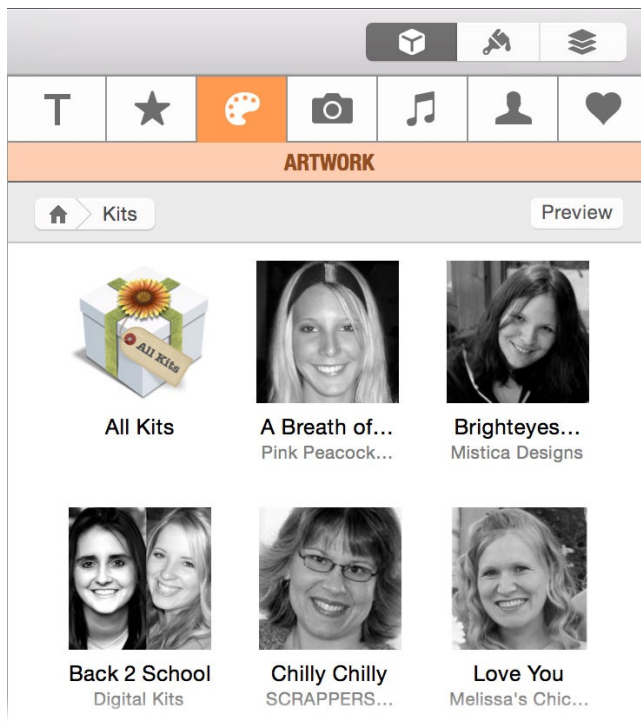 T
ARTWORK
Kits
Preview
All Kits
All Kits
A Breath of...
Pink Peacock...
Brighteyes...
Mistica Designs
Back 2 School
Digital Kits
Chilly Chilly
SCRAPPERS...
Love You
Melissa's Chic...